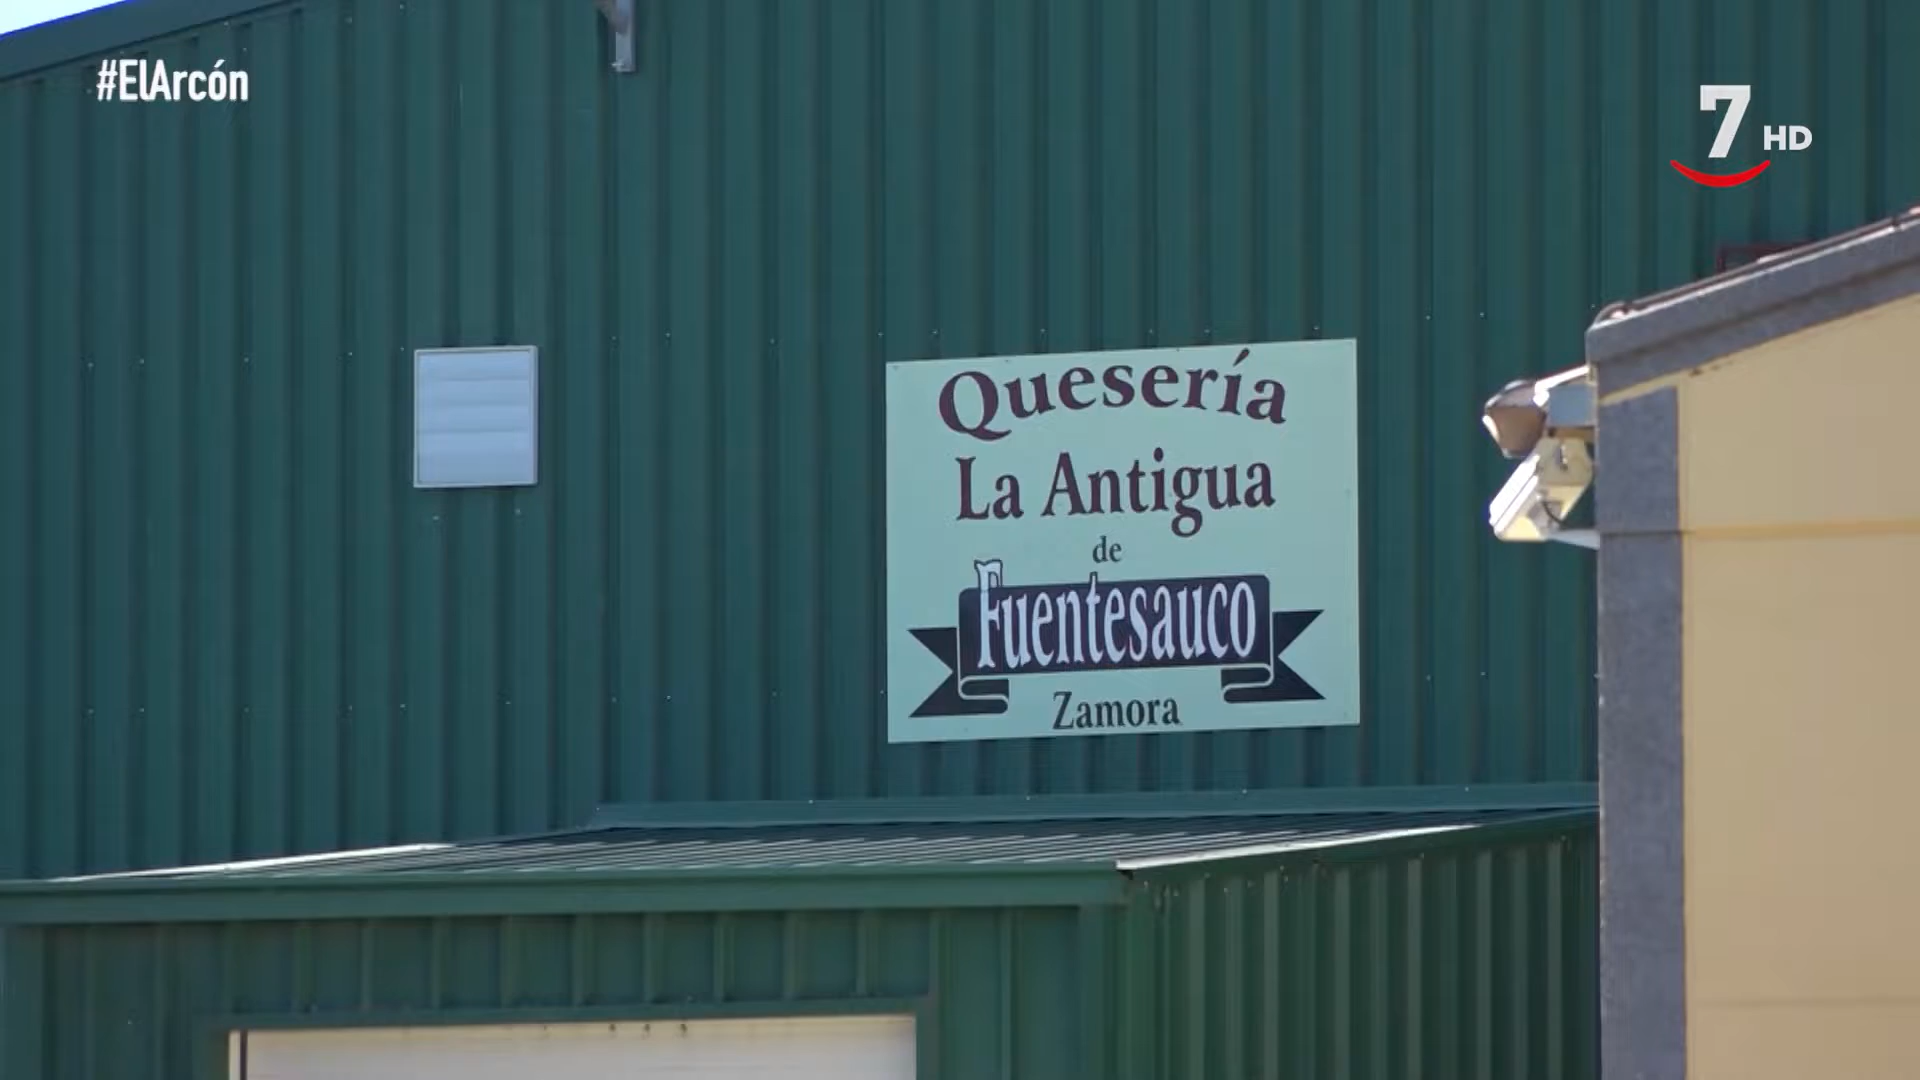 #ElArcón
7 HD
Quesería
La Antigua
de
Fuentesauco
Zamora